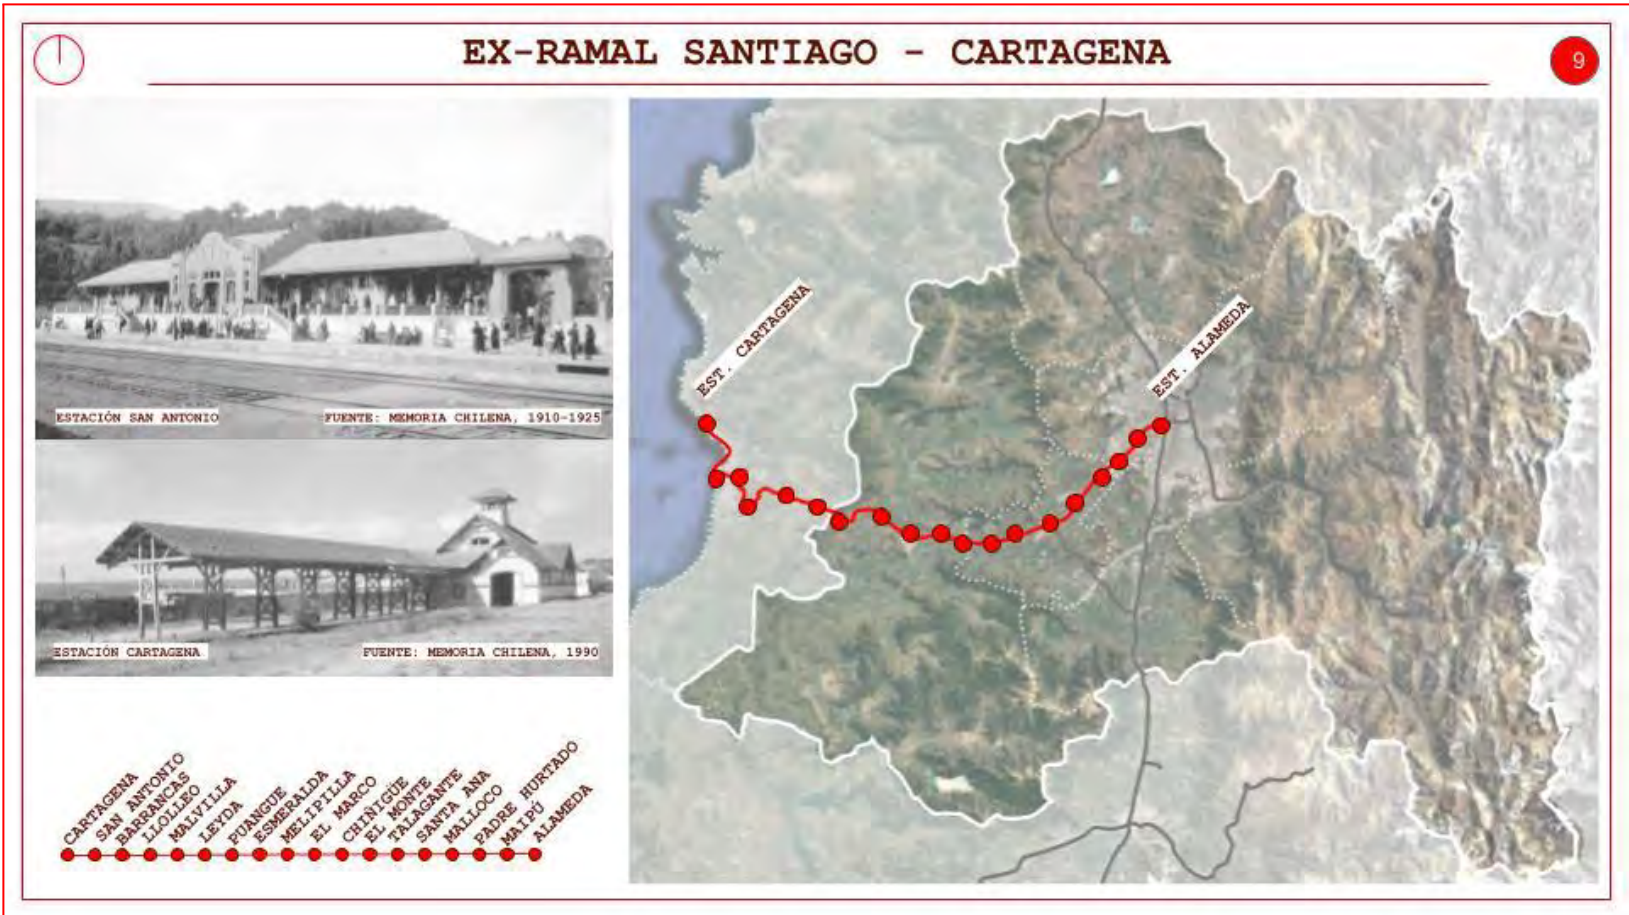 EX-RAMAL SANTIAGO - CARTAGENA
9
ESTACIÓN SAN ANTONIO
FUENTE: MEMORIA CHILENA, 1910-1925
ESTACIÓN CARTAGENA
FUENTE: MEMORIA CHILENA, 1990
EST. CARTAGENA
EST. ALAMEDA
CARTAGENA
SAN ANTONIO
BARRANCAS
LLOLLEO
MALVILLA
LEYDA
PUANGUE
ESMERALDA
MELIPILLA
EL MARCO
CHIÑIGÜE
EL MONTE
TALAGANTE
SANTA ANA
MALLOCO
PADRE HURTADO
MAIPÚ
ALAMEDA